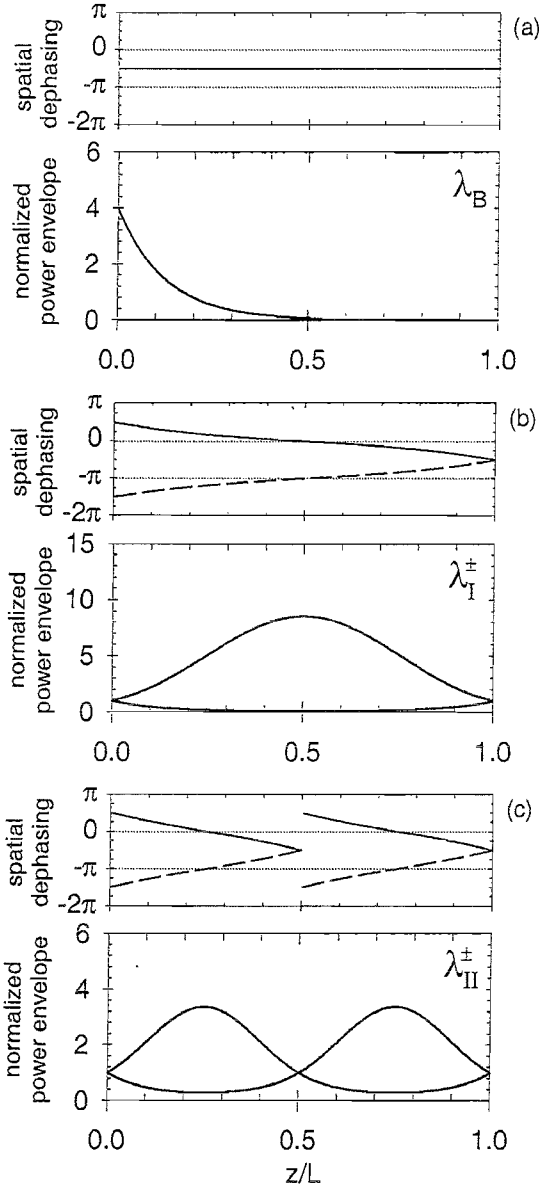 π
(a)
0
-π
-2π
spatial
dephasing
6
λ_B
4
2
0
normalized
power envelope
0.0 0.5 1.0
π
(b)
0
-π
-2π
spatial
dephasing
15
λ_I^±
10
5
0
normalized
power envelope
0.0 0.5 1.0
π
(c)
0
-π
-2π
spatial
dephasing
6
λ_II^±
4
2
0
normalized
power envelope
0.0 0.5 1.0
z/L